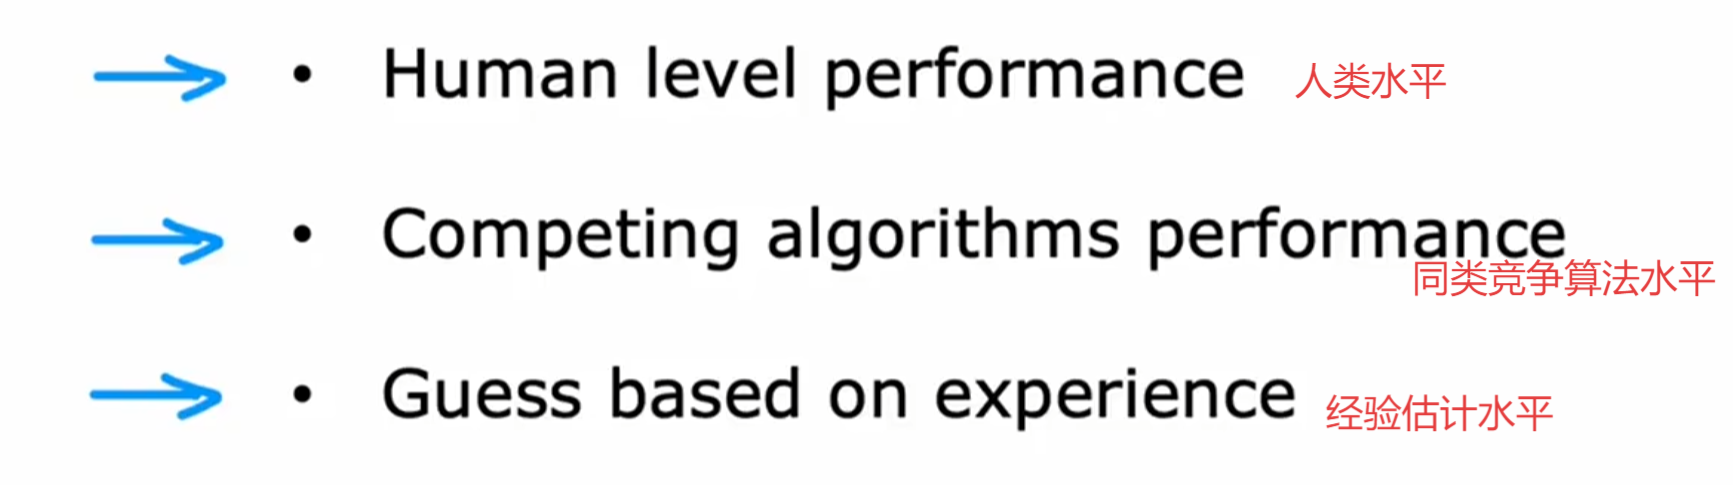 • Human level performance 人类水平
• Competing algorithms performance
同类竞争算法水平
• Guess based on experience 经验估计水平